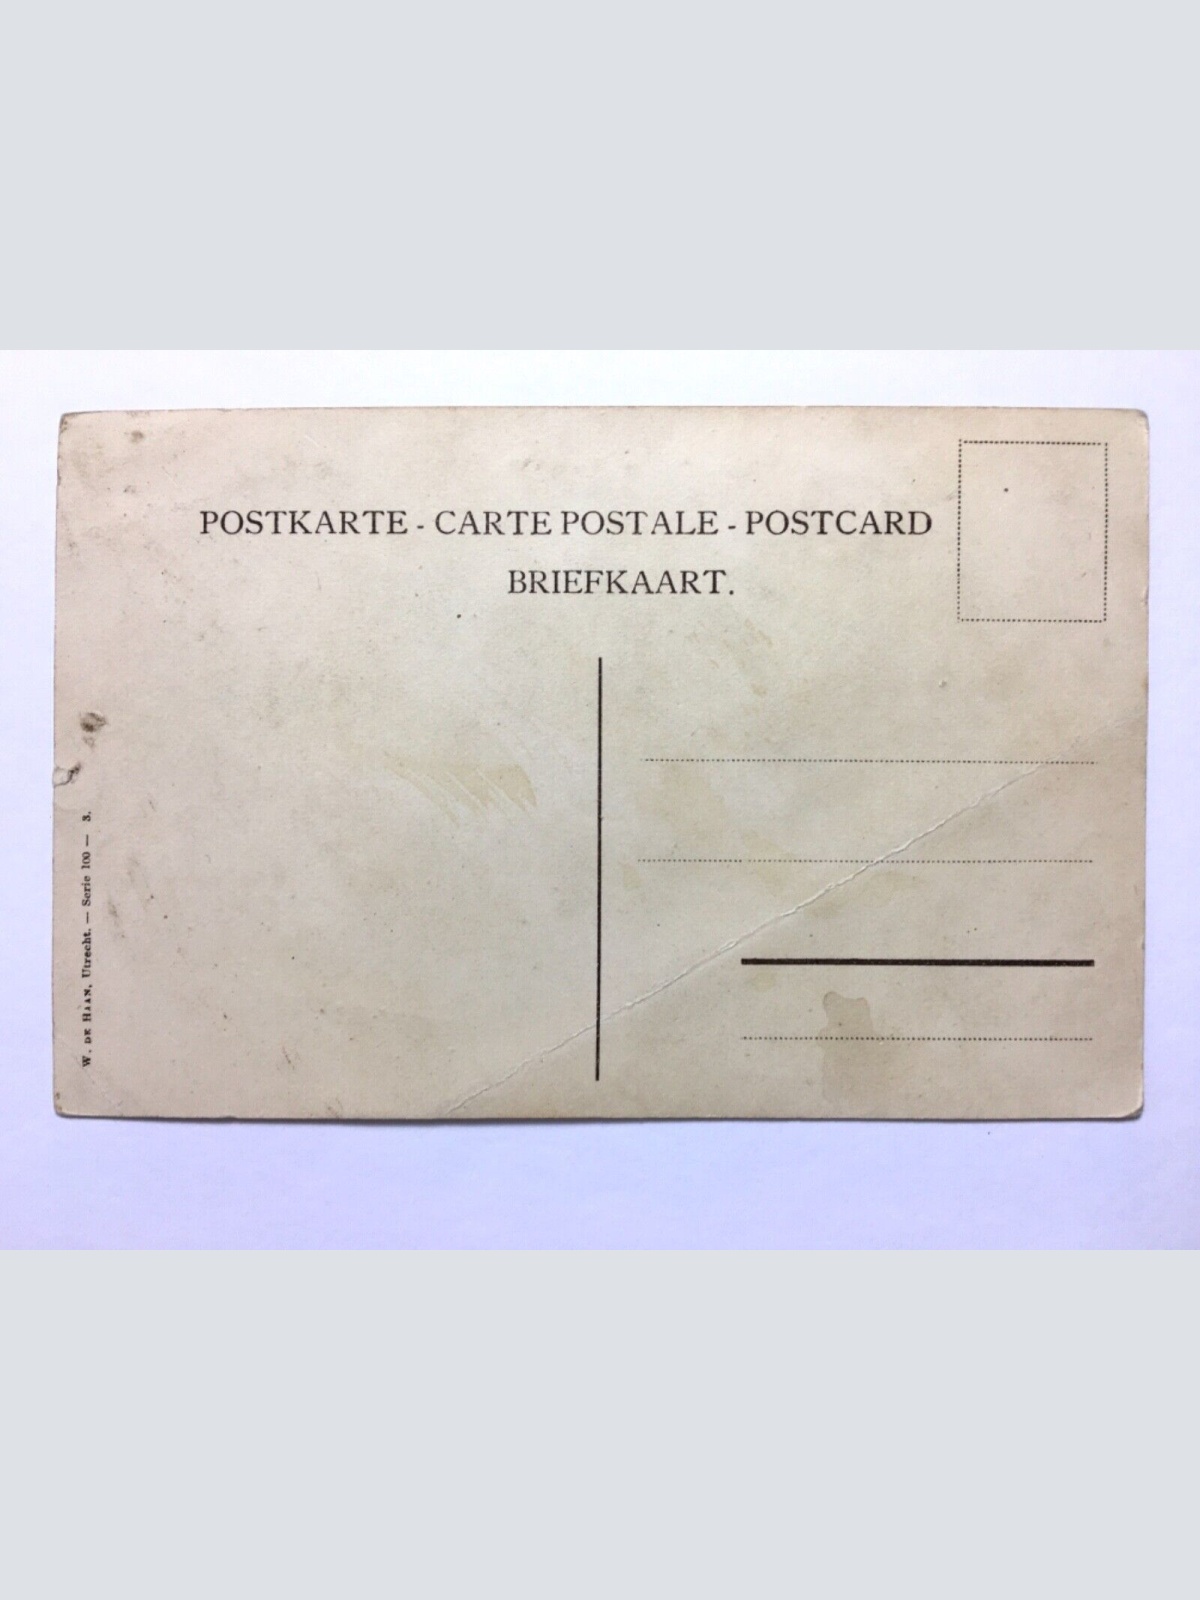 POSTKARTE - CARTE POSTALE - POSTCARD
BRIEFKAART.
W. DE HAAN, Utrecht. — Serie 100 — 3.